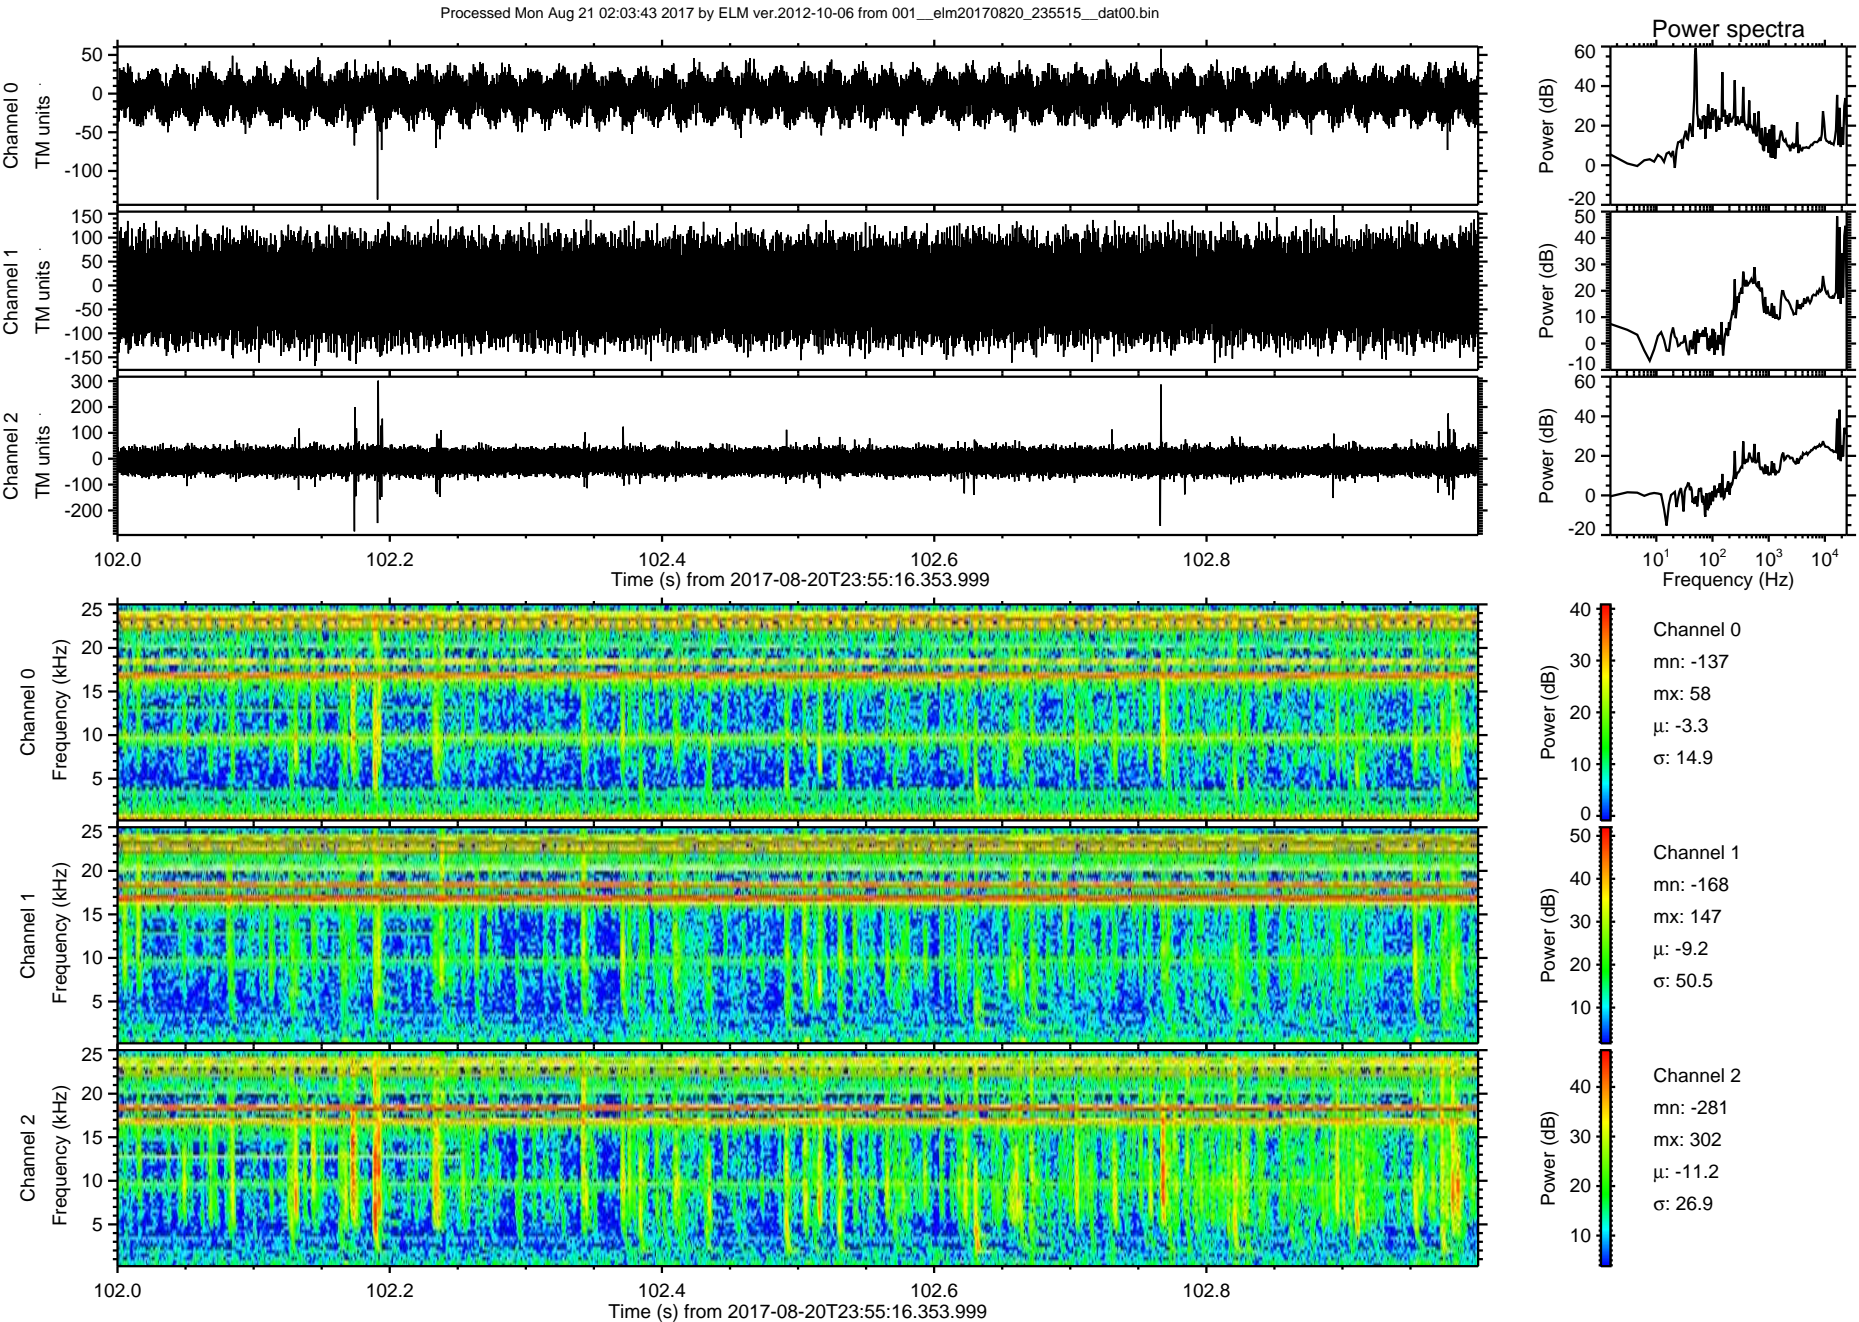 Processed Mon Aug 21 02:03:43 2017 by ELM ver.2012-10-06 from 001__elm20170820_235515__dat00.bin
Power spectra
Channel 0
TM units
50
0
-50
-100
Power (dB)
60
40
20
0
-20
Channel 1
TM units
150
100
50
0
-50
-100
-150
Power (dB)
50
40
30
20
10
0
-10
Channel 2
TM units
300
200
100
0
-100
-200
Power (dB)
60
40
20
0
-20
102.0 102.2 102.4 102.6 102.8
Time (s) from 2017-08-20T23:55:16.353.999
10¹ 10² 10³ 10⁴
Frequency (Hz)
Channel 0
Frequency (kHz)
25
20
15
10
5
Power (dB)
40
30
20
10
0
Channel 0
mn: -137
mx: 58
μ: -3.3
σ: 14.9
Channel 1
Frequency (kHz)
25
20
15
10
5
Power (dB)
50
40
30
20
10
Channel 1
mn: -168
mx: 147
μ: -9.2
σ: 50.5
Channel 2
Frequency (kHz)
25
20
15
10
5
Power (dB)
40
30
20
10
Channel 2
mn: -281
mx: 302
μ: -11.2
σ: 26.9
102.0 102.2 102.4 102.6 102.8
Time (s) from 2017-08-20T23:55:16.353.999